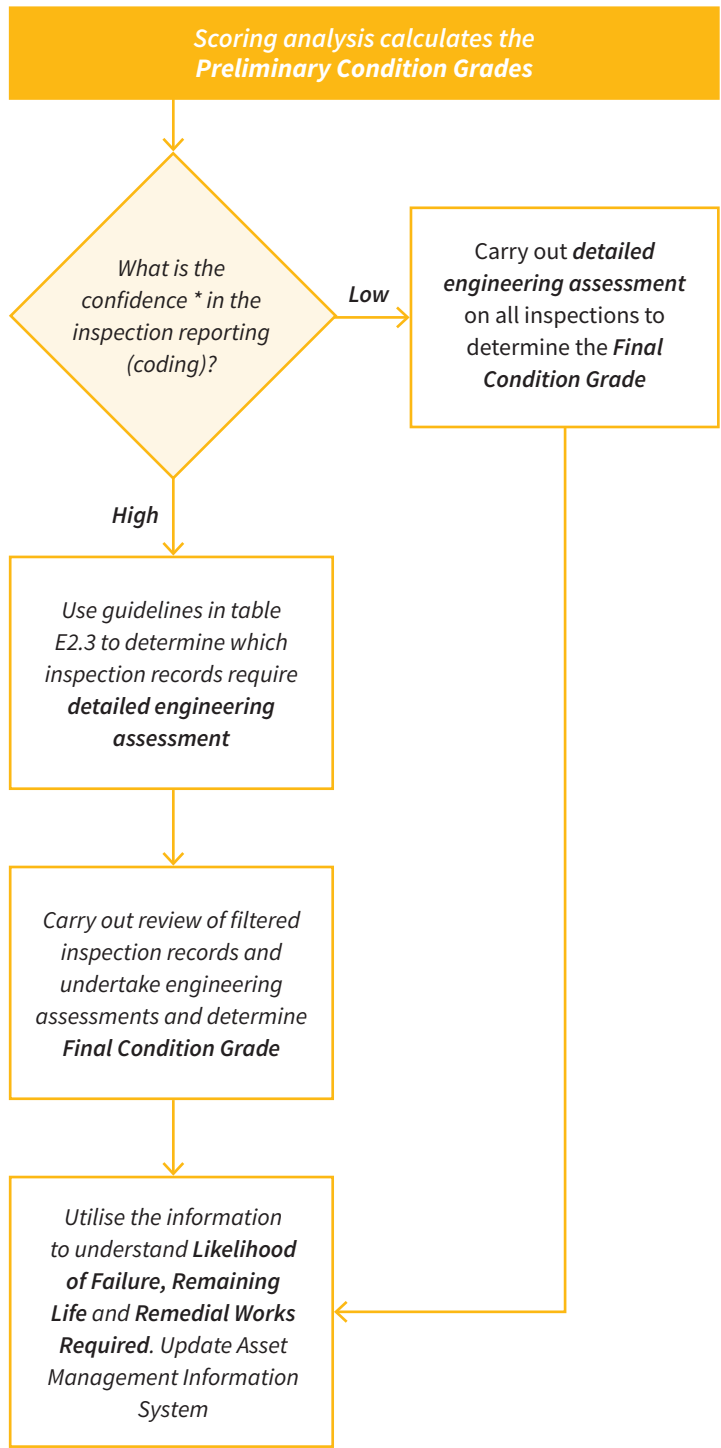 Scoring analysis calculates the
Preliminary Condition Grades
What is the
confidence * in the
inspection reporting
(coding)?
Low
Carry out detailed
engineering assessment
on all inspections to
determine the Final
Condition Grade
High
Use guidelines in table
E2.3 to determine which
inspection records require
detailed engineering
assessment
Carry out review of filtered
inspection records and
undertake engineering
assessments and determine
Final Condition Grade
Utilise the information
to understand Likelihood
of Failure, Remaining
Life and Remedial Works
Required. Update Asset
Management Information
System